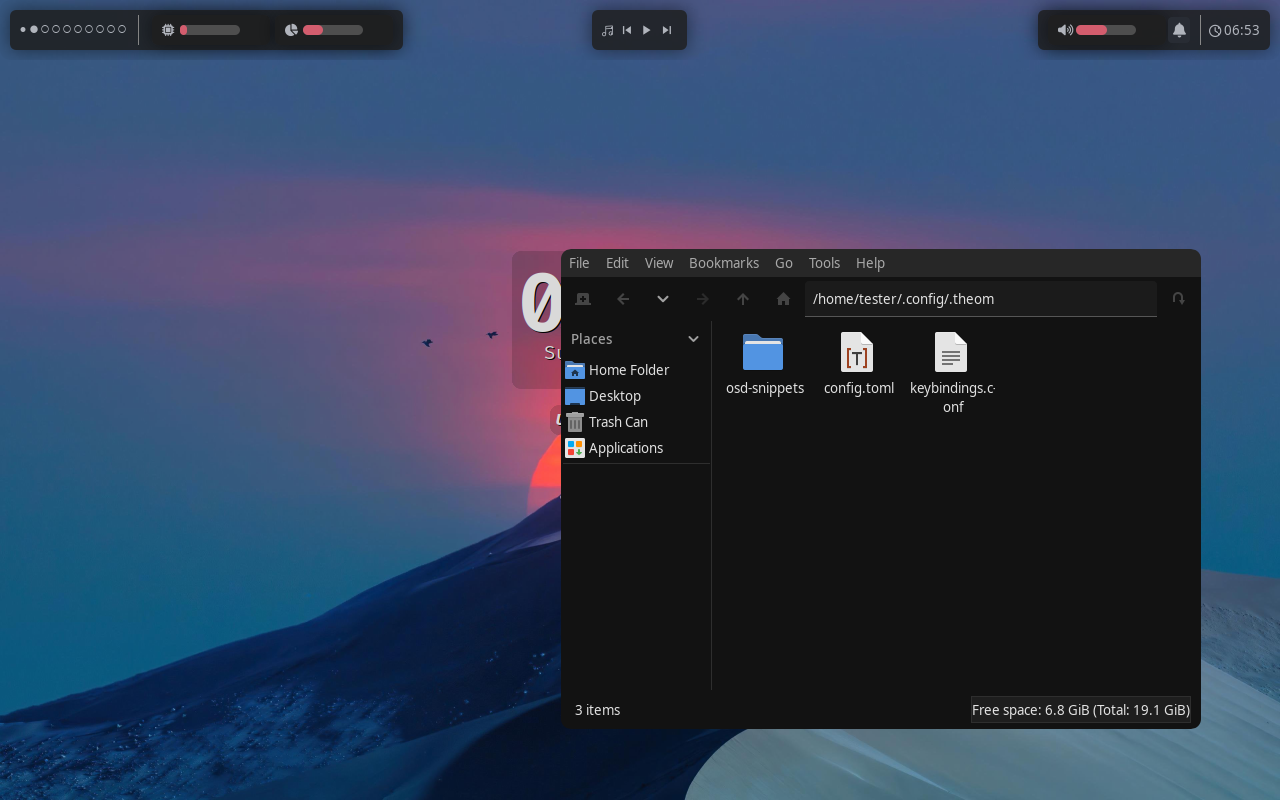 06:53
File Edit View Bookmarks Go Tools Help
/home/tester/.config/.theom
Places
Home Folder
Desktop
Trash Can
Applications
osd-snippets
config.toml
keybindings.c-
onf
3 items
Free space: 6.8 GiB (Total: 19.1 GiB)